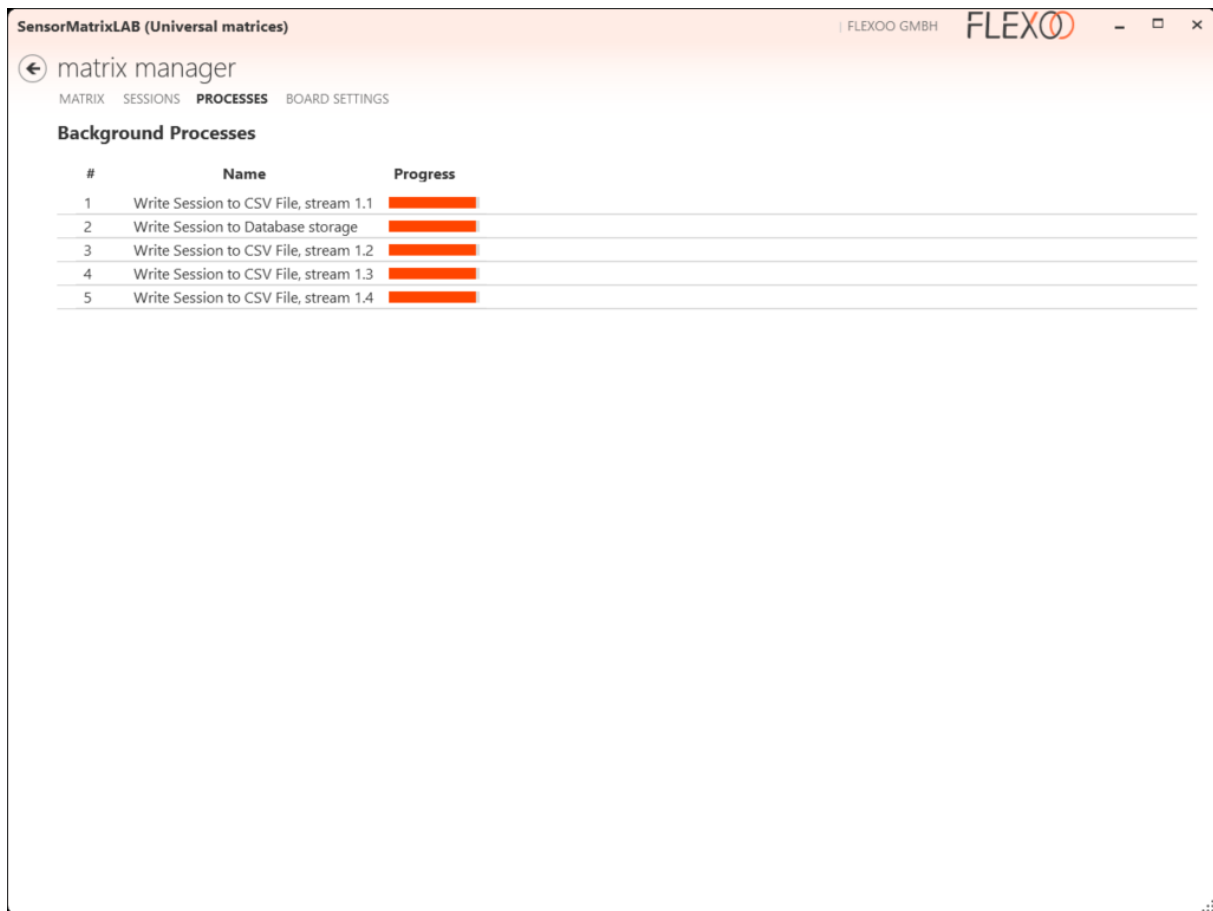 SensorMatrixLAB (Universal matrices) | FLEXOO GMBH FLEXOO
matrix manager
MATRIX SESSIONS PROCESSES BOARD SETTINGS
Background Processes
# Name Progress
1 Write Session to CSV File, stream 1.1
2 Write Session to Database storage
3 Write Session to CSV File, stream 1.2
4 Write Session to CSV File, stream 1.3
5 Write Session to CSV File, stream 1.4